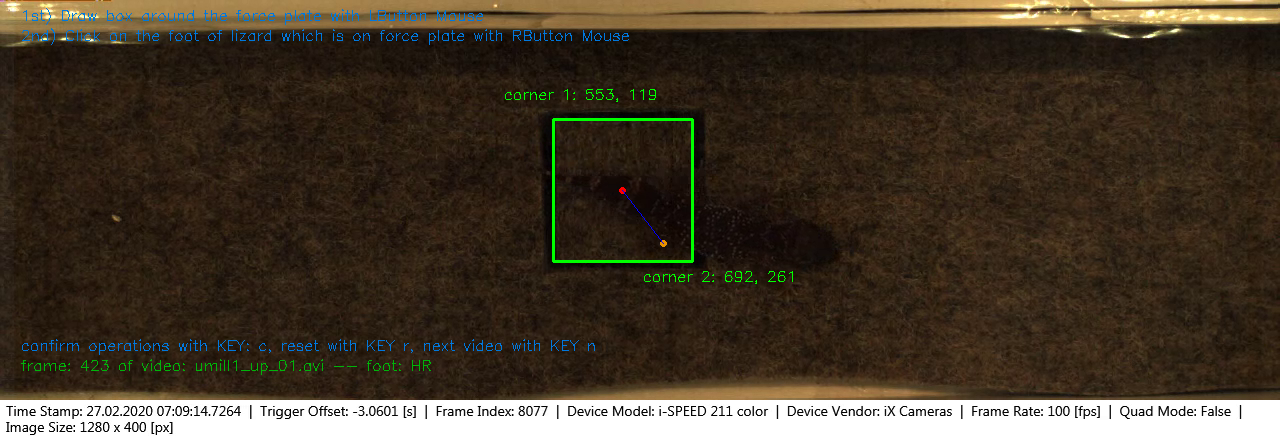 1st) Draw box around the force plate with LButton Mouse
2nd) Click on the foot of lizard which is on force plate with RButton Mouse
corner 1: 553, 119
corner 2: 692, 261
confirm operations with KEY: c, reset with KEY r, next video with KEY n
frame: 423 of video: umill1_up_01.avi -- foot: HR
Time Stamp: 27.02.2020 07:09:14.7264 | Trigger Offset: -3.0601 [s] | Frame Index: 8077 | Device Model: i-SPEED 211 color | Device Vendor: iX Cameras | Frame Rate: 100 [fps] | Quad Mode: False |
Image Size: 1280 x 400 [px]